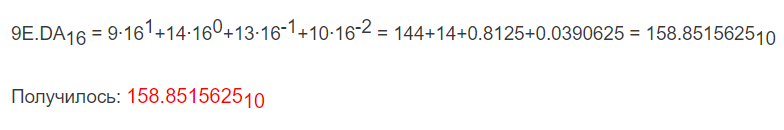 9E.DA₁₆ = 9∙16¹+14∙16⁰+13∙16⁻¹+10∙16⁻² = 144+14+0.8125+0.0390625 = 158.8515625₁₀
Получилось: 158.8515625₁₀